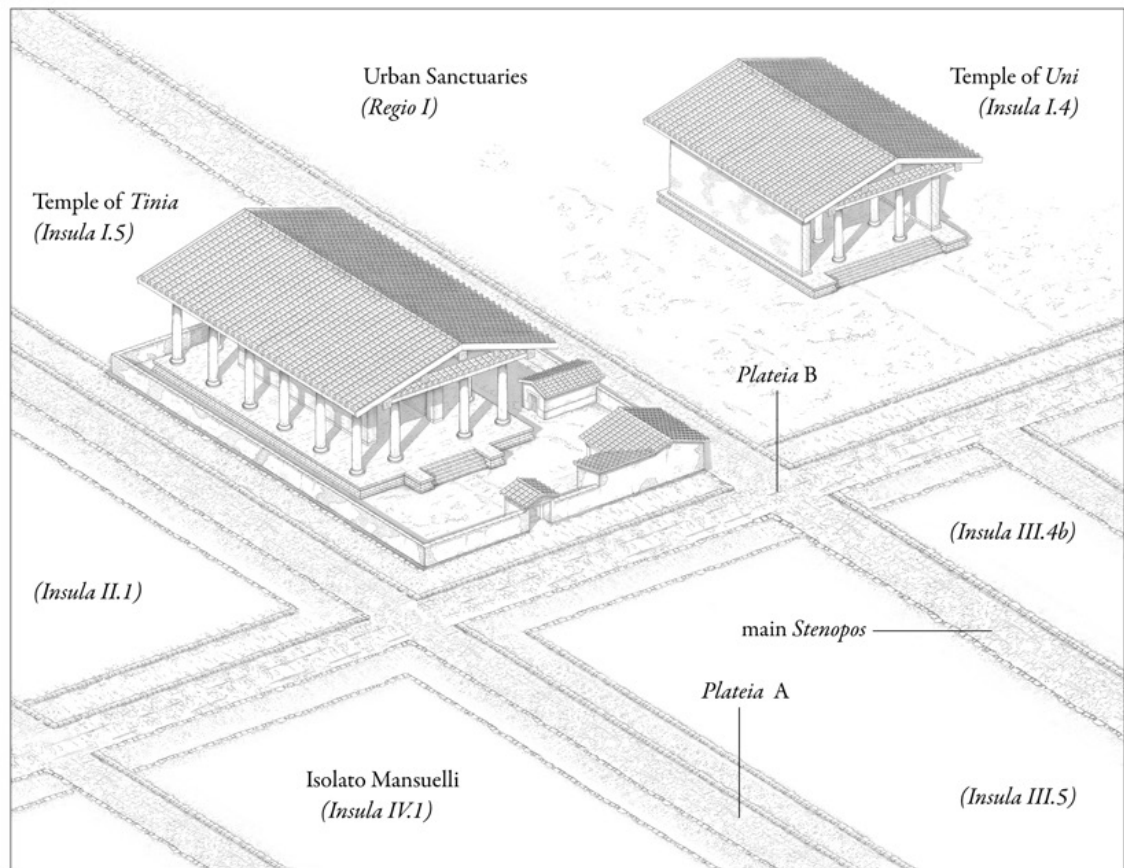 Urban Sanctuaries
(Regio I)
Temple of Uni
(Insula I.4)
Temple of Tinia
(Insula I.5)
Plateia B
(Insula III.4b)
(Insula II.1)
main Stenopos
Plateia A
Isolato Mansuelli
(Insula IV.1)
(Insula III.5)